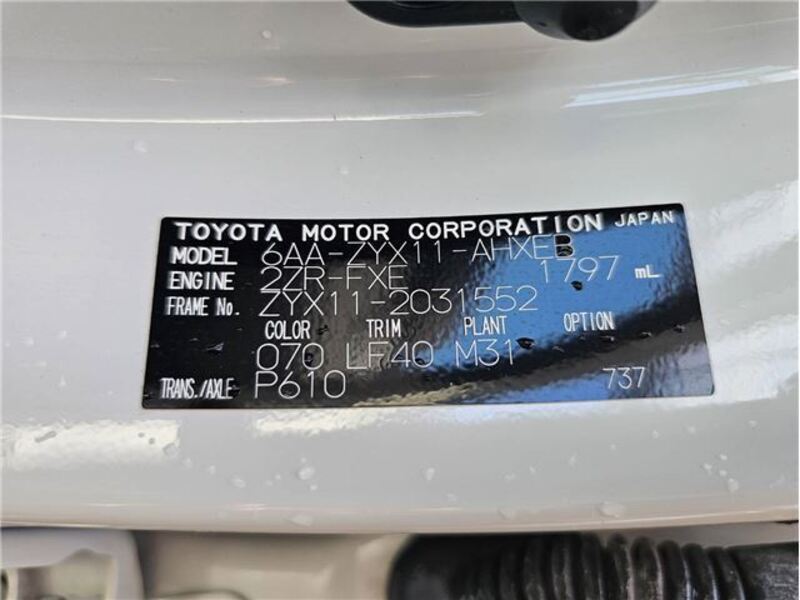 TOYOTA MOTOR CORPORATION JAPAN
MODEL 6AA-ZYX11-AHXEB
ENGINE 2ZR-FXE 1797 mL
FRAME No. ZYX11-2031552
COLOR TRIM PLANT OPTION
070 LF40 M31
TRANS./AXLE P610 737